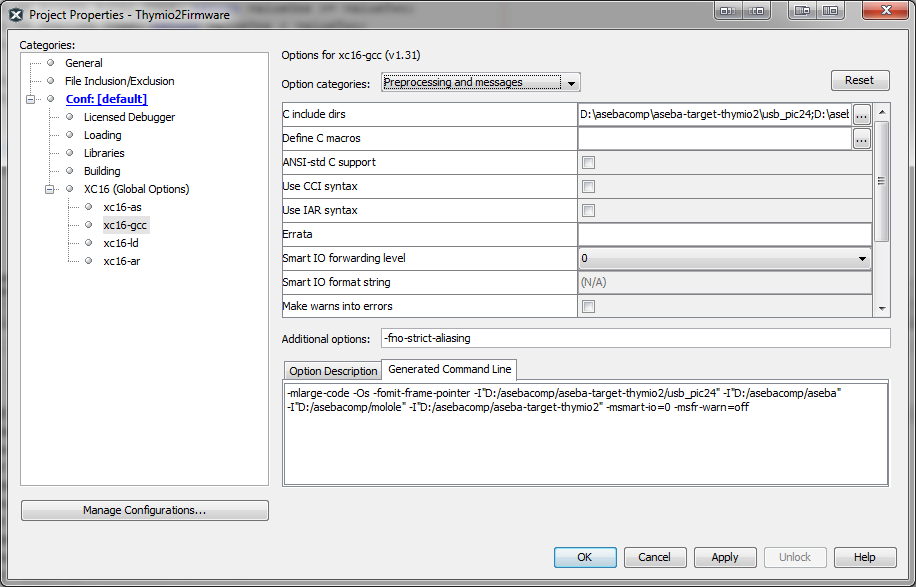 Project Properties - Thymio2Firmware
Categories:
General
File Inclusion/Exclusion
Conf: [default]
Licensed Debugger
Loading
Libraries
Building
XC16 (Global Options)
xc16-as
xc16-gcc
xc16-ld
xc16-ar
Manage Configurations...
Options for xc16-gcc (v1.31)
Option categories: Preprocessing and messages
Reset
C include dirs D:\asebacomp\aseba-target-thymio2\usb_pic24;D:\aseb ...
Define C macros ...
ANSI-std C support
Use CCI syntax
Use IAR syntax
Errata
Smart IO forwarding level 0
Smart IO format string (N/A)
Make warns into errors
Additional options: -fno-strict-aliasing
Option Description Generated Command Line
-mlarge-code -Os -fomit-frame-pointer -I"D:/asebacomp/aseba-target-thymio2/usb_pic24" -I"D:/asebacomp/aseba"
-I"D:/asebacomp/molole" -I"D:/asebacomp/aseba-target-thymio2" -msmart-io=0 -msfr-warn=off
OK Cancel Apply Unlock Help